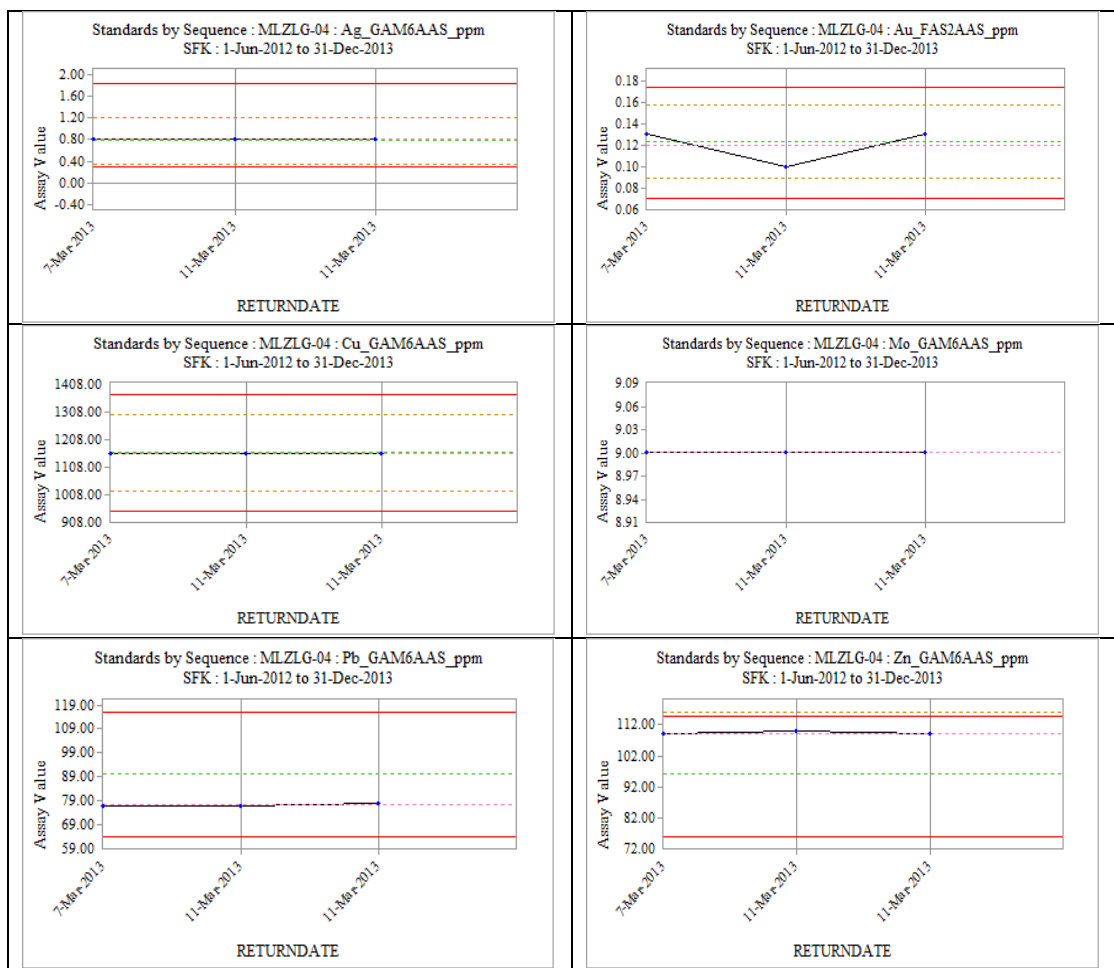 Standards by Sequence : MLZLG-04 : Ag_GAM6AAS_ppm
SFK : 1-Jun-2012 to 31-Dec-2013
2.00
1.60
1.20
0.80
0.40
0.00
-0.40
Assay Value
7-Mar-2013
11-Mar-2013
11-Mar-2013
RETURNDATE
Standards by Sequence : MLZLG-04 : Au_FAS2AAS_ppm
SFK : 1-Jun-2012 to 31-Dec-2013
0.18
0.16
0.14
0.12
0.10
0.08
0.06
Assay Value
7-Mar-2013
11-Mar-2013
11-Mar-2013
RETURNDATE
Standards by Sequence : MLZLG-04 : Cu_GAM6AAS_ppm
SFK : 1-Jun-2012 to 31-Dec-2013
1408.00
1308.00
1208.00
1108.00
1008.00
908.00
Assay Value
7-Mar-2013
11-Mar-2013
11-Mar-2013
RETURNDATE
Standards by Sequence : MLZLG-04 : Mo_GAM6AAS_ppm
SFK : 1-Jun-2012 to 31-Dec-2013
9.09
9.06
9.03
9.00
8.97
8.94
8.91
Assay Value
7-Mar-2013
11-Mar-2013
11-Mar-2013
RETURNDATE
Standards by Sequence : MLZLG-04 : Pb_GAM6AAS_ppm
SFK : 1-Jun-2012 to 31-Dec-2013
119.00
109.00
99.00
89.00
79.00
69.00
59.00
Assay Value
7-Mar-2013
11-Mar-2013
11-Mar-2013
RETURNDATE
Standards by Sequence : MLZLG-04 : Zn_GAM6AAS_ppm
SFK : 1-Jun-2012 to 31-Dec-2013
112.00
102.00
92.00
82.00
72.00
Assay Value
7-Mar-2013
11-Mar-2013
11-Mar-2013
RETURNDATE